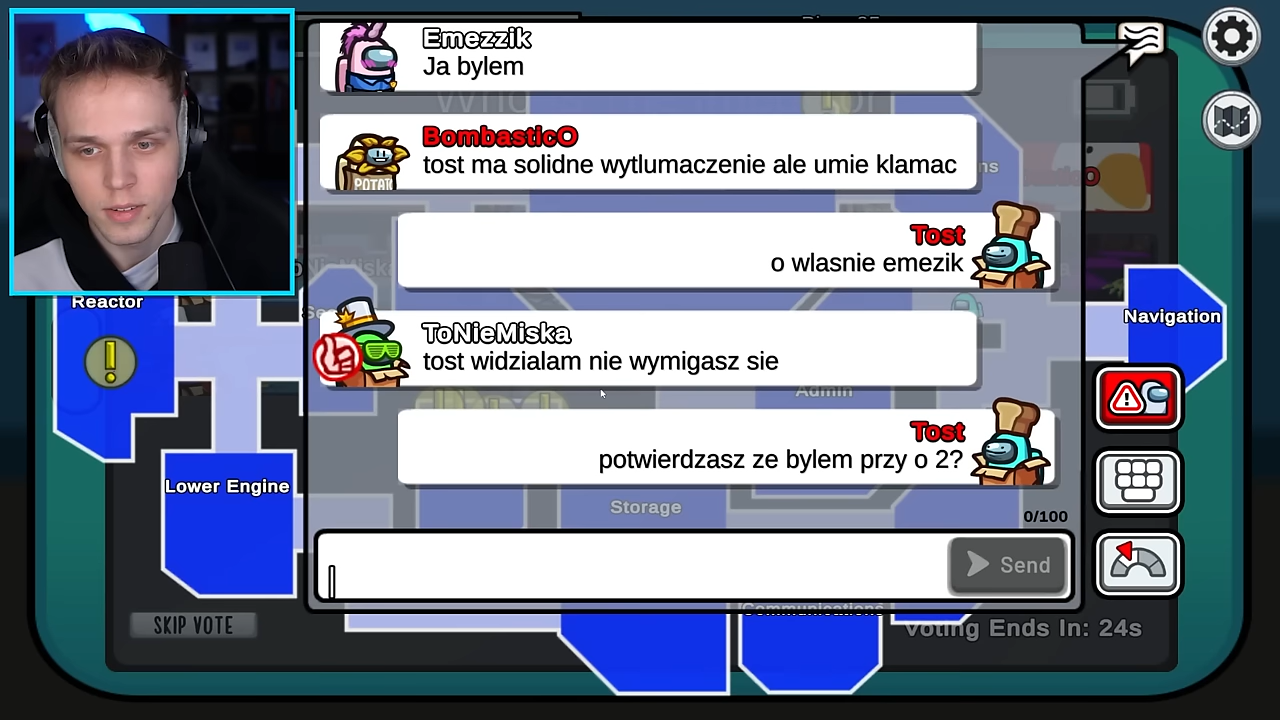 Emezzik
Ja bylem
BombasticO
tost ma solidne wytlumaczenie ale umie klamac
POTA
Tost
o wlasnie emezik
ToNieMiska
tost widzialam nie wymigasz sie
Tost
potwierdzasz ze bylem przy o 2?
0/100
Send
Reactor
Navigation
Admin
Lower Engine
Storage
Communications
SKIP VOTE
Voting Ends In: 24s